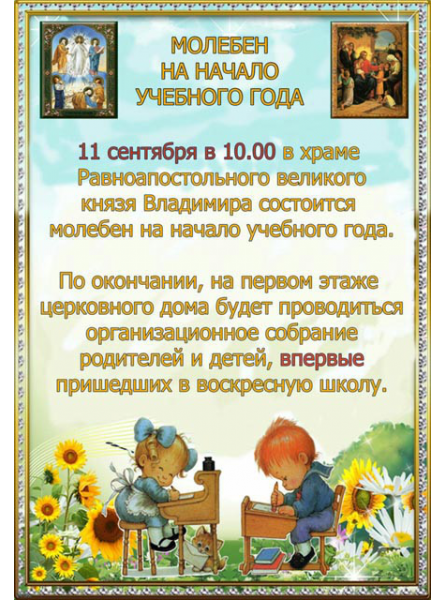 МОЛЕБЕН
НА НАЧАЛО
УЧЕБНОГО ГОДА
11 сентября в 10.00 в храме
Равноапостольного великого
князя Владимира состоится
молебен на начало учебного года.
По окончании, на первом этаже
церковного дома будет проводиться
организационное собрание
родителей и детей, впервые
пришедших в воскресную школу.